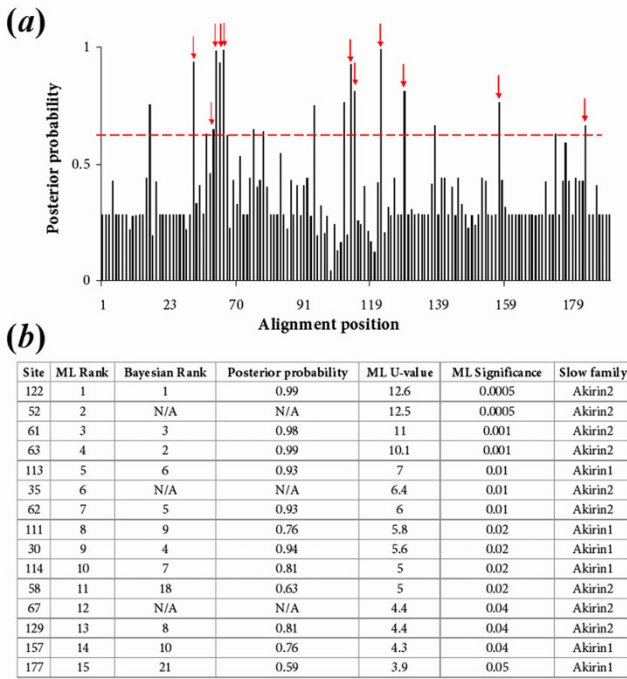 (a)
Posterior probability
1
0.5
0
1 23 70 91 119 139 159 179
Alignment position
(b)
Site ML Rank Bayesian Rank Posterior probability ML U-value ML Significance Slow family
122 1 1 0.99 12.6 0.0005 Akirin2
52 2 N/A N/A 12.5 0.0005 Akirin2
61 3 3 0.98 11 0.001 Akirin2
63 4 2 0.99 10.1 0.001 Akirin2
113 5 6 0.93 7 0.01 Akirin1
35 6 N/A N/A 6.4 0.01 Akirin2
62 7 5 0.93 6 0.01 Akirin2
111 8 9 0.76 5.8 0.02 Akirin1
30 9 4 0.94 5.6 0.02 Akirin1
114 10 7 0.81 5 0.02 Akirin1
58 11 18 0.63 5 0.02 Akirin2
67 12 N/A N/A 4.4 0.04 Akirin2
129 13 8 0.81 4.4 0.04 Akirin2
157 14 10 0.76 4.3 0.04 Akirin1
177 15 21 0.59 3.9 0.05 Akirin1